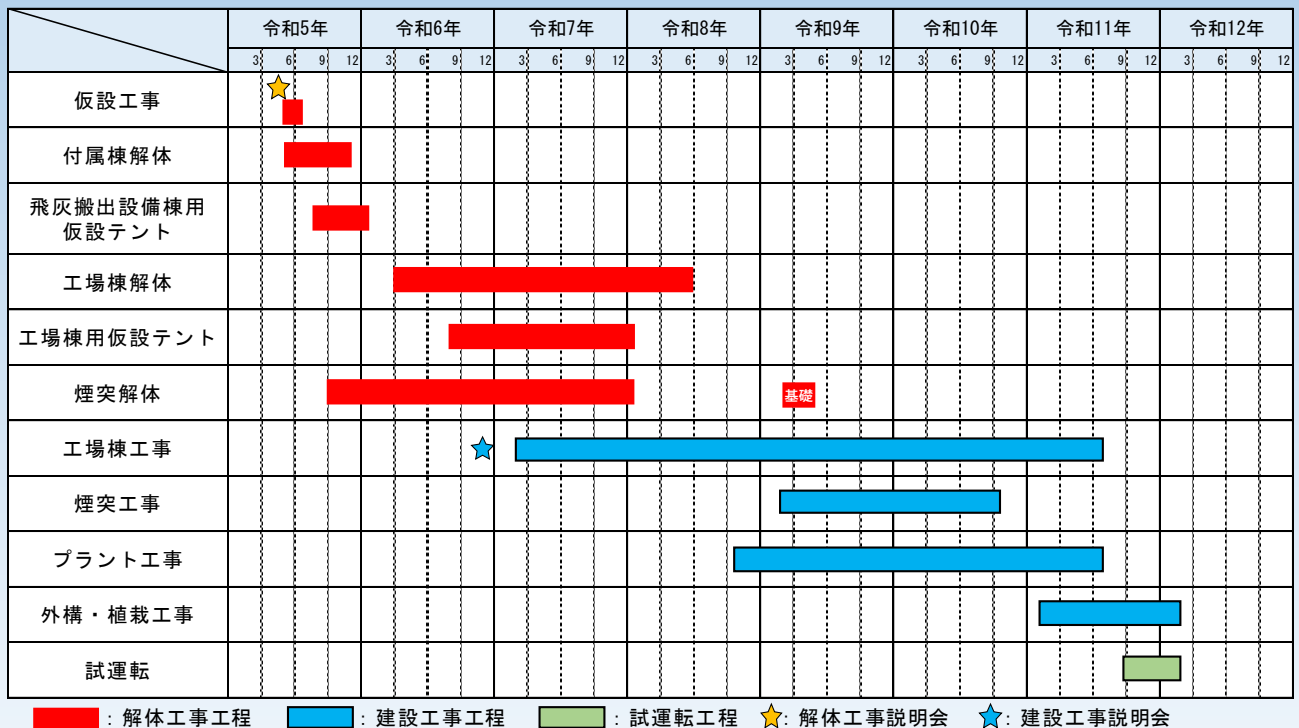 令和5年 令和6年 令和7年 令和8年 令和9年 令和10年 令和11年 令和12年
3 6 9 12 3 6 9 12 3 6 9 12 3 6 9 12 3 6 9 12 3 6 9 12 3 6 9 12 3 6 9 12
仮設工事
付属棟解体
飛灰搬出設備棟用
仮設テント
工場棟解体
工場棟用仮設テント
煙突解体 基礎
工場棟工事
煙突工事
プラント工事
外構・植栽工事
試運転
：解体工事工程 ：建設工事工程 ：試運転工程 ：解体工事説明会 ：建設工事説明会